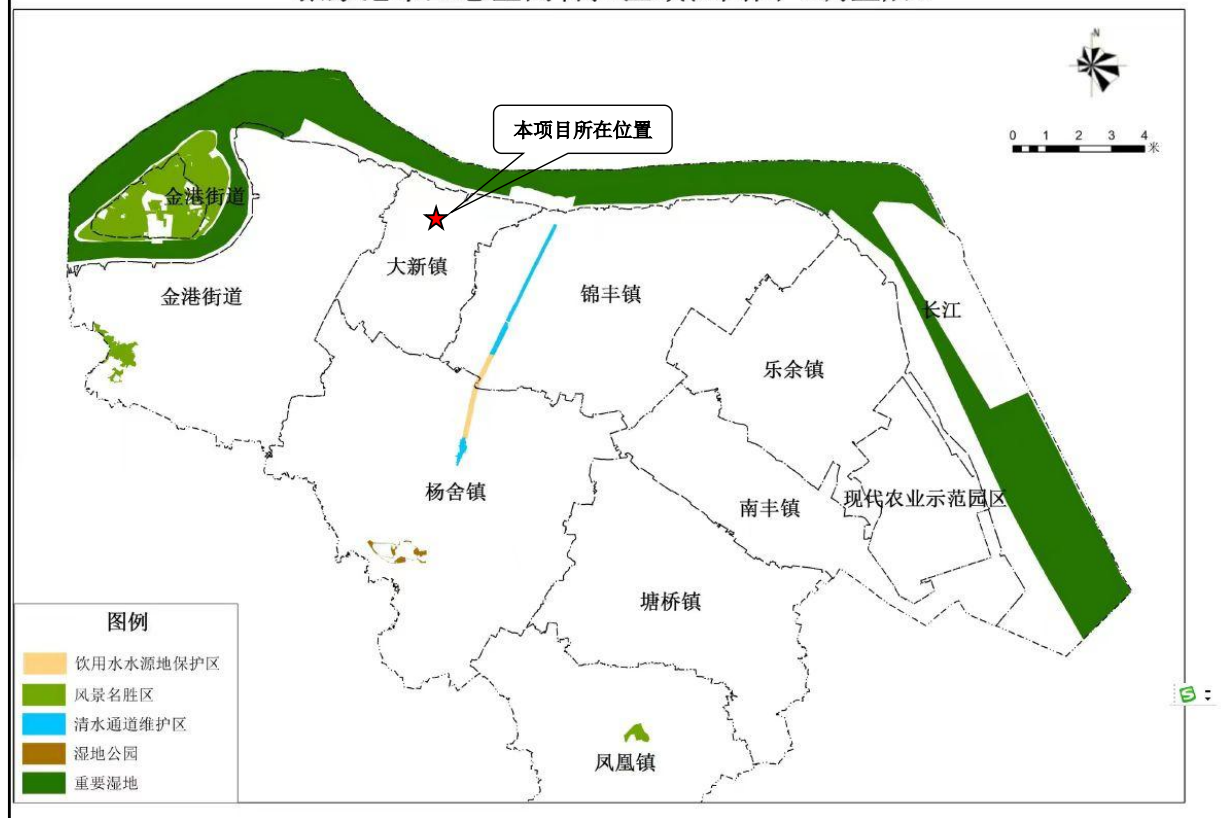 N
本项目所在位置
0 1 2 3 4
米
金港街道
大新镇
金港街道
锦丰镇
长江
乐余镇
杨舍镇
南丰镇
现代农业示范园区
塘桥镇
凤凰镇
图例
饮用水水源地保护区
风景名胜区
清水通道维护区
湿地公园
重要湿地
S